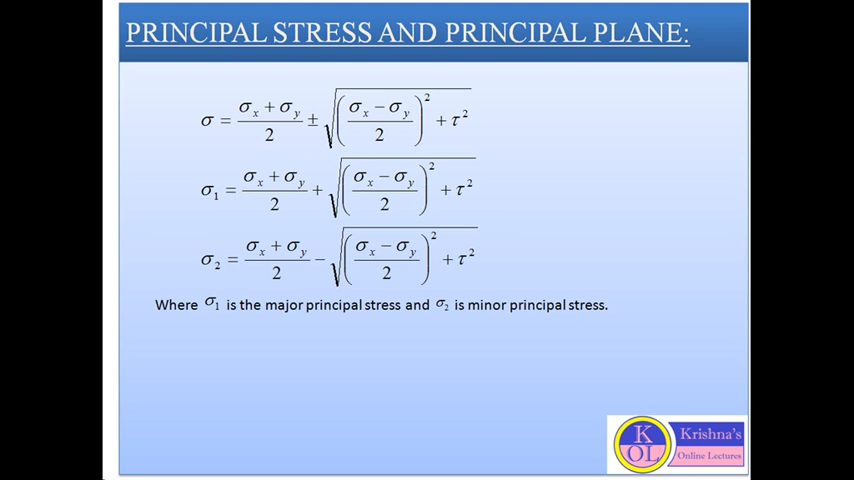 PRINCIPAL STRESS AND PRINCIPAL PLANE:
σ = (σx + σy)/2 ± √(((σx − σy)/2)² + τ²)
σ1 = (σx + σy)/2 + √(((σx − σy)/2)² + τ²)
σ2 = (σx + σy)/2 − √(((σx − σy)/2)² + τ²)
Where σ1 is the major principal stress and σ2 is minor principal stress.
K
OL
Krishna's
Online Lectures